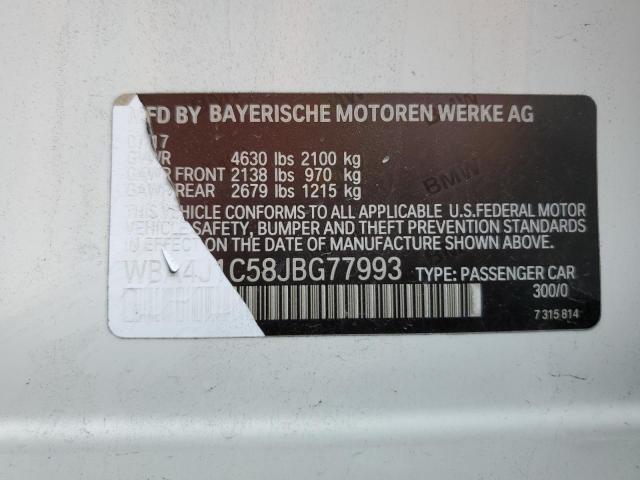 MFD BY BAYERISCHE MOTOREN WERKE AG
GVWR 4630 lbs 2100 kg
GAWR FRONT 2138 lbs 970 kg
GAWR REAR 2679 lbs 1215 kg
THIS VEHICLE CONFORMS TO ALL APPLICABLE U.S.FEDERAL MOTOR
VEHICLE SAFETY, BUMPER AND THEFT PREVENTION STANDARDS
IN EFFECT ON THE DATE OF MANUFACTURE SHOWN ABOVE.
WBA4J1C58JBG77993 TYPE: PASSENGER CAR
300/0
7 315 814
BMW